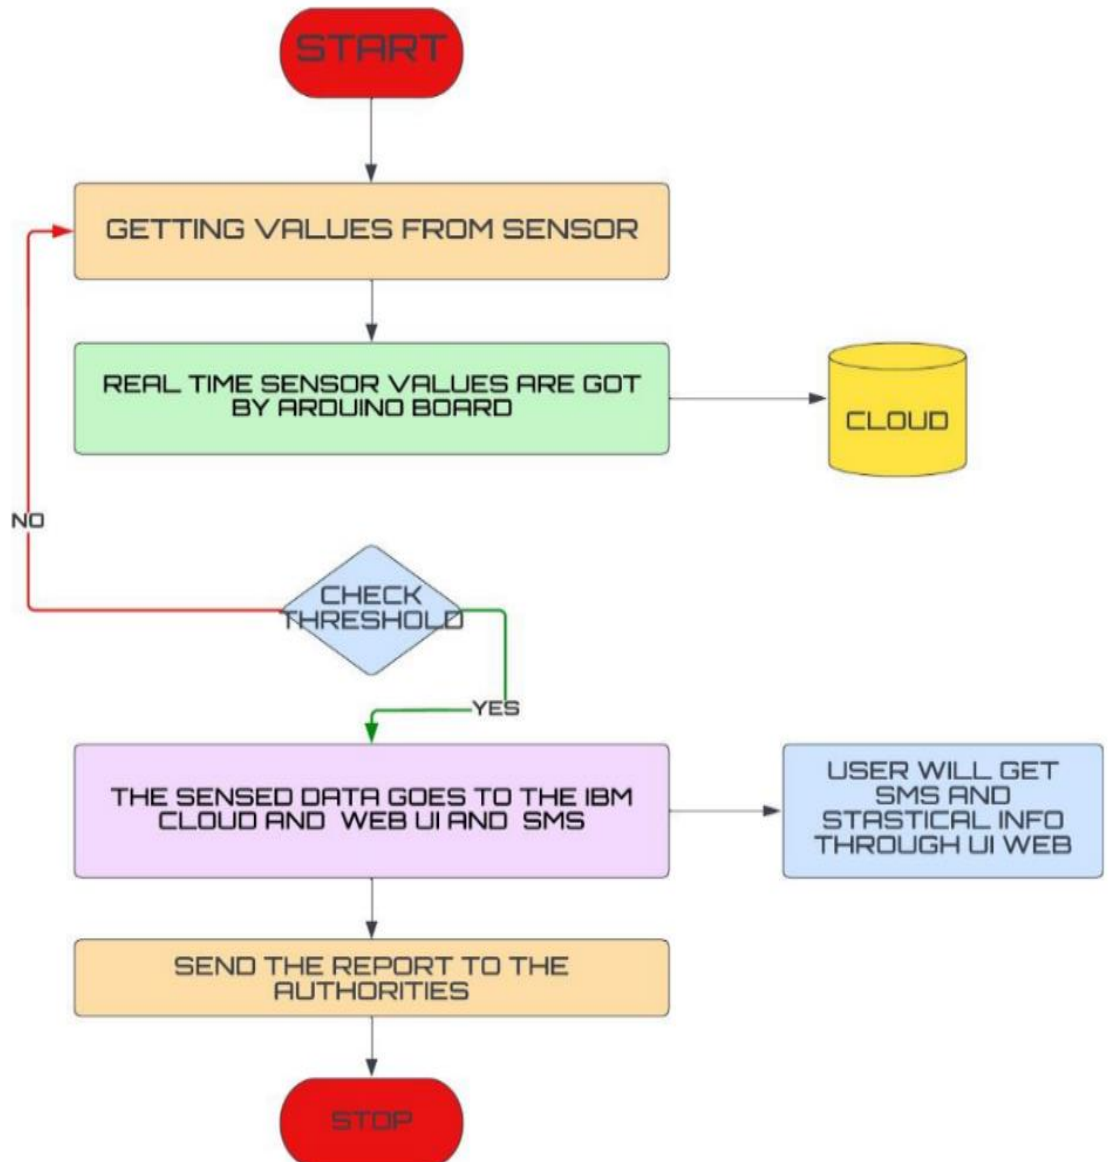 START
GETTING VALUES FROM SENSOR
REAL TIME SENSOR VALUES ARE GOT
BY ARDUINO BOARD
CLOUD
NO
CHECK
THRESHOLD
YES
THE SENSED DATA GOES TO THE IBM
CLOUD AND WEB UI AND SMS
USER WILL GET
SMS AND
STASTICAL INFO
THROUGH UI WEB
SEND THE REPORT TO THE
AUTHORITIES
STOP